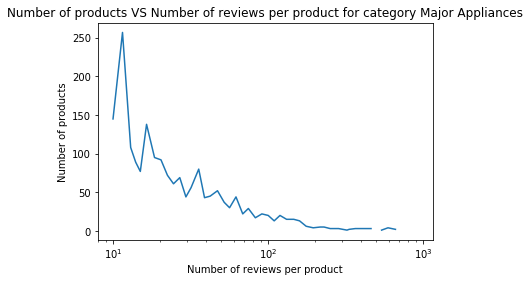 Number of products VS Number of reviews per product for category Major Appliances
250
200
150
100
50
0
Number of products
10¹ 10² 10³
Number of reviews per product